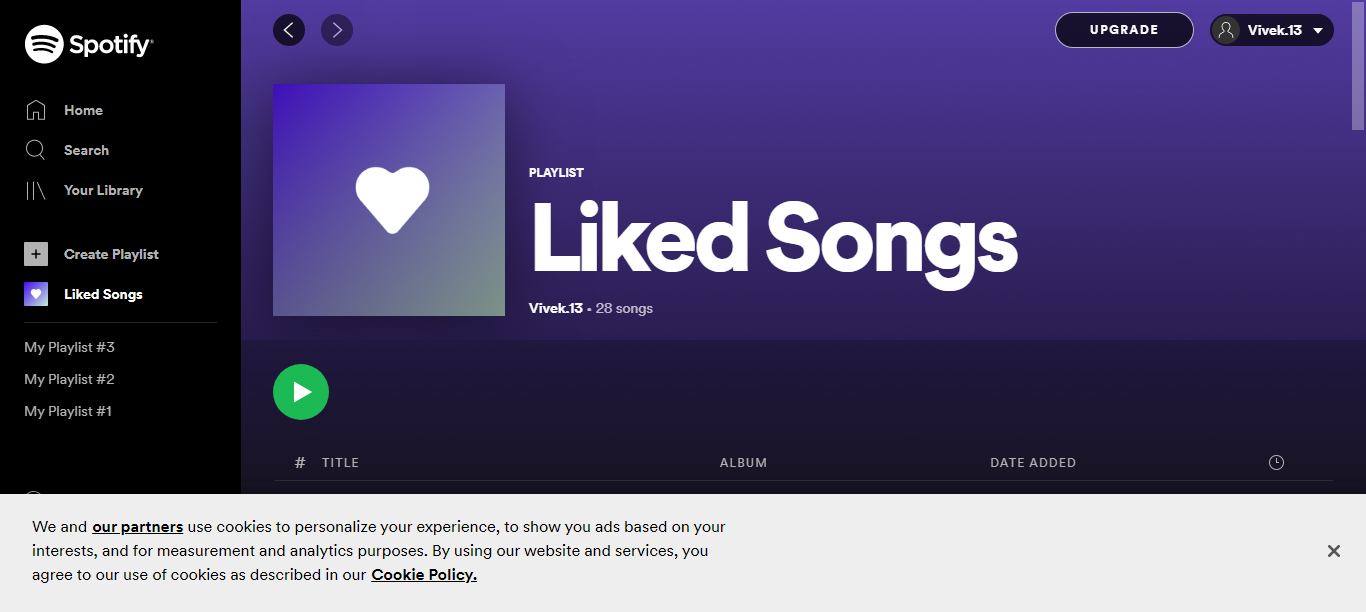 Spotify®
Home
Search
Your Library
Create Playlist
Liked Songs
My Playlist #3
My Playlist #2
My Playlist #1
UPGRADE
Vivek.13
PLAYLIST
Liked Songs
Vivek.13 • 28 songs
# TITLE ALBUM DATE ADDED
We and our partners use cookies to personalize your experience, to show you ads based on your
interests, and for measurement and analytics purposes. By using our website and services, you
agree to our use of cookies as described in our Cookie Policy.